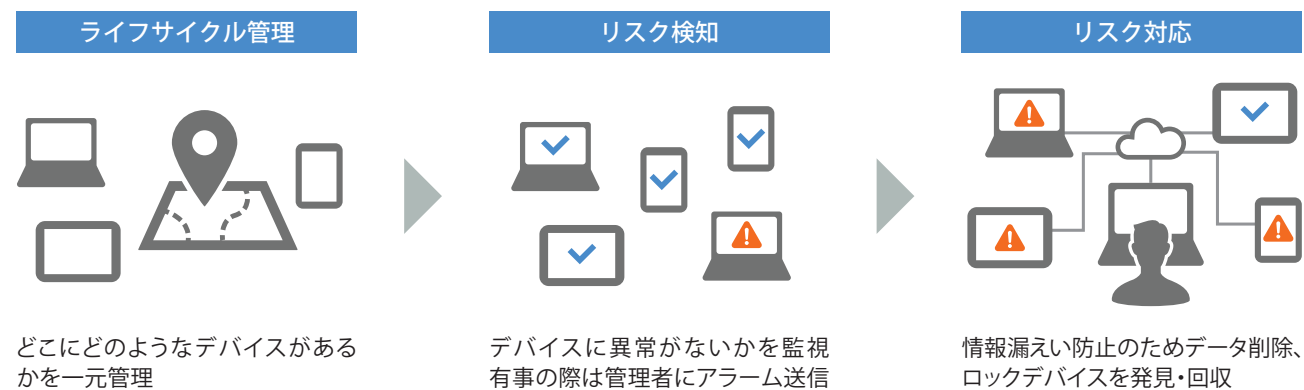 ライフサイクル管理
どこにどのようなデバイスがある
かを一元管理
リスク検知
デバイスに異常がないかを監視
有事の際は管理者にアラーム送信
リスク対応
情報漏えい防止のためデータ削除、
ロックデバイスを発見・回収